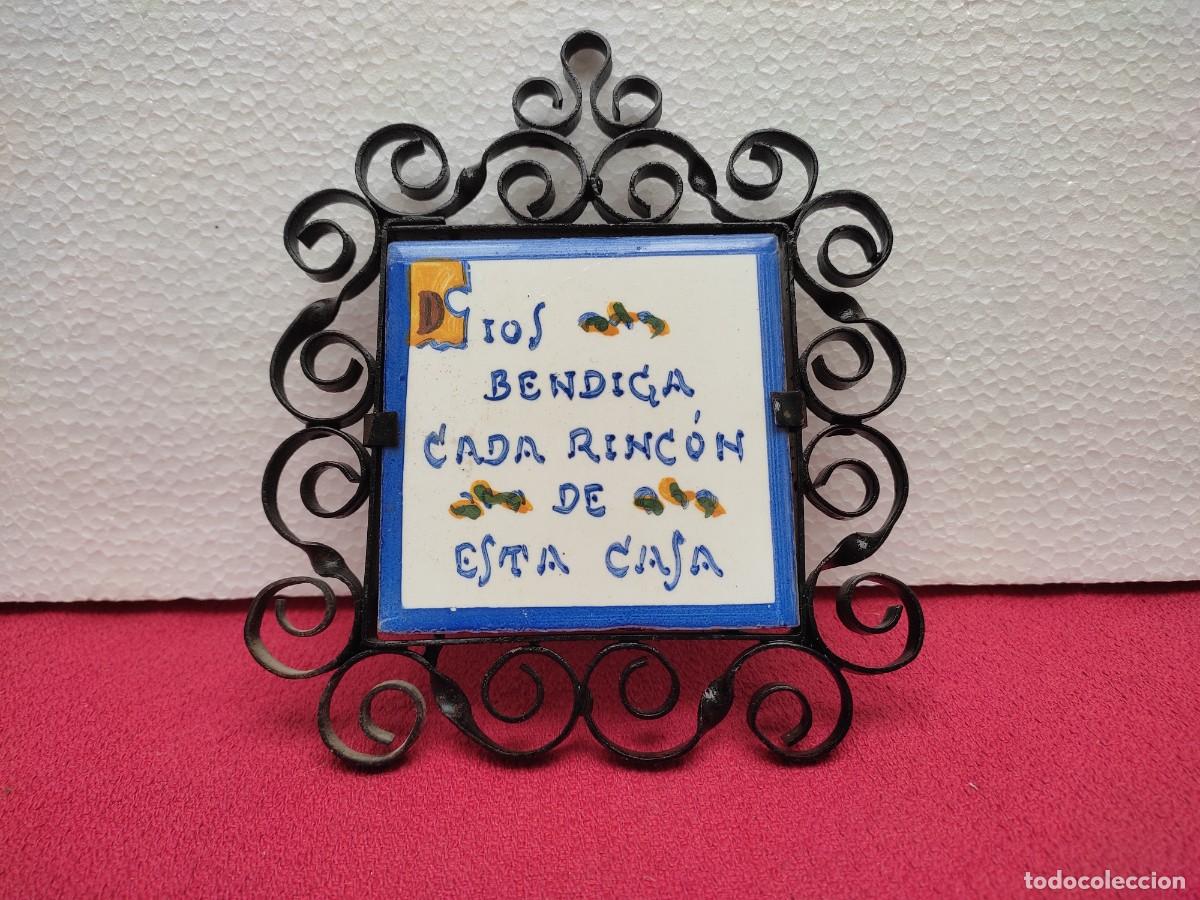 DIOS
BENDIGA
CADA RINCÓN
DE
ESTA CASA
todocoleccion